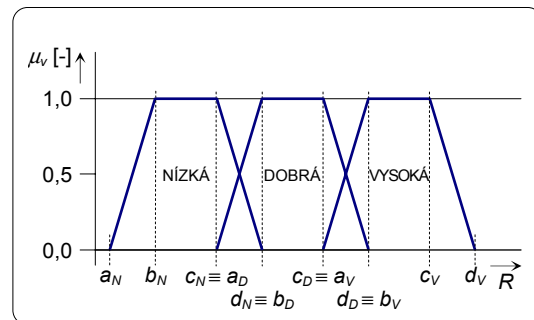 μv [-]
1,0
NÍZKÁ DOBRÁ VYSOKÁ
0,5
0,0
aN bN cN ≡ aD cD ≡ aV cV dV R
dN ≡ bD dD ≡ bV